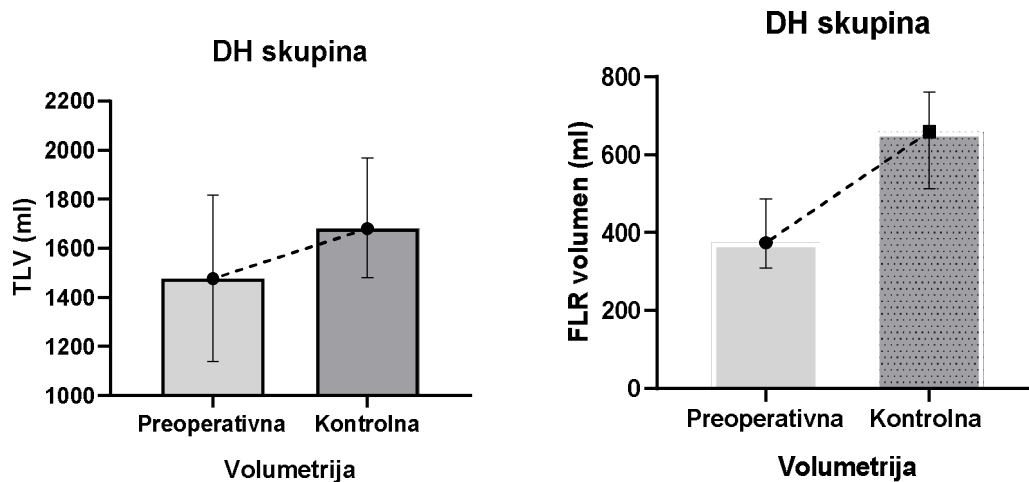 DH skupina
TLV (ml)
2200
2000
1800
1600
1400
1200
1000
Preoperativna
Kontrolna
Volumetrija
DH skupina
FLR volumen (ml)
800
600
400
200
0
Preoperativna
Kontrolna
Volumetrija